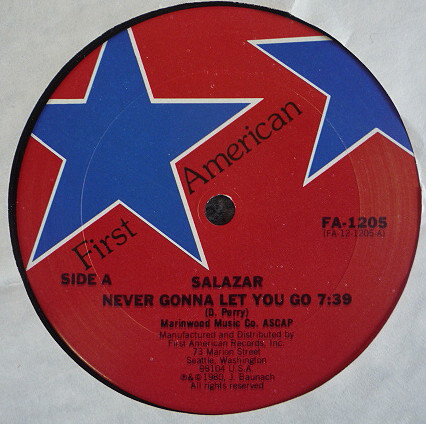 First American
FA-1205
(FA-12-1205-A)
SIDE A
SALAZAR
NEVER GONNA LET YOU GO 7:39
(D. Perry)
Marinwood Music Co. ASCAP
Manufactured and Distributed by
First American Records, Inc.
73 Marion Street
Seattle, Washington
98104 U.S.A.
℗&© 1980, J. Baunach
All rights reserved